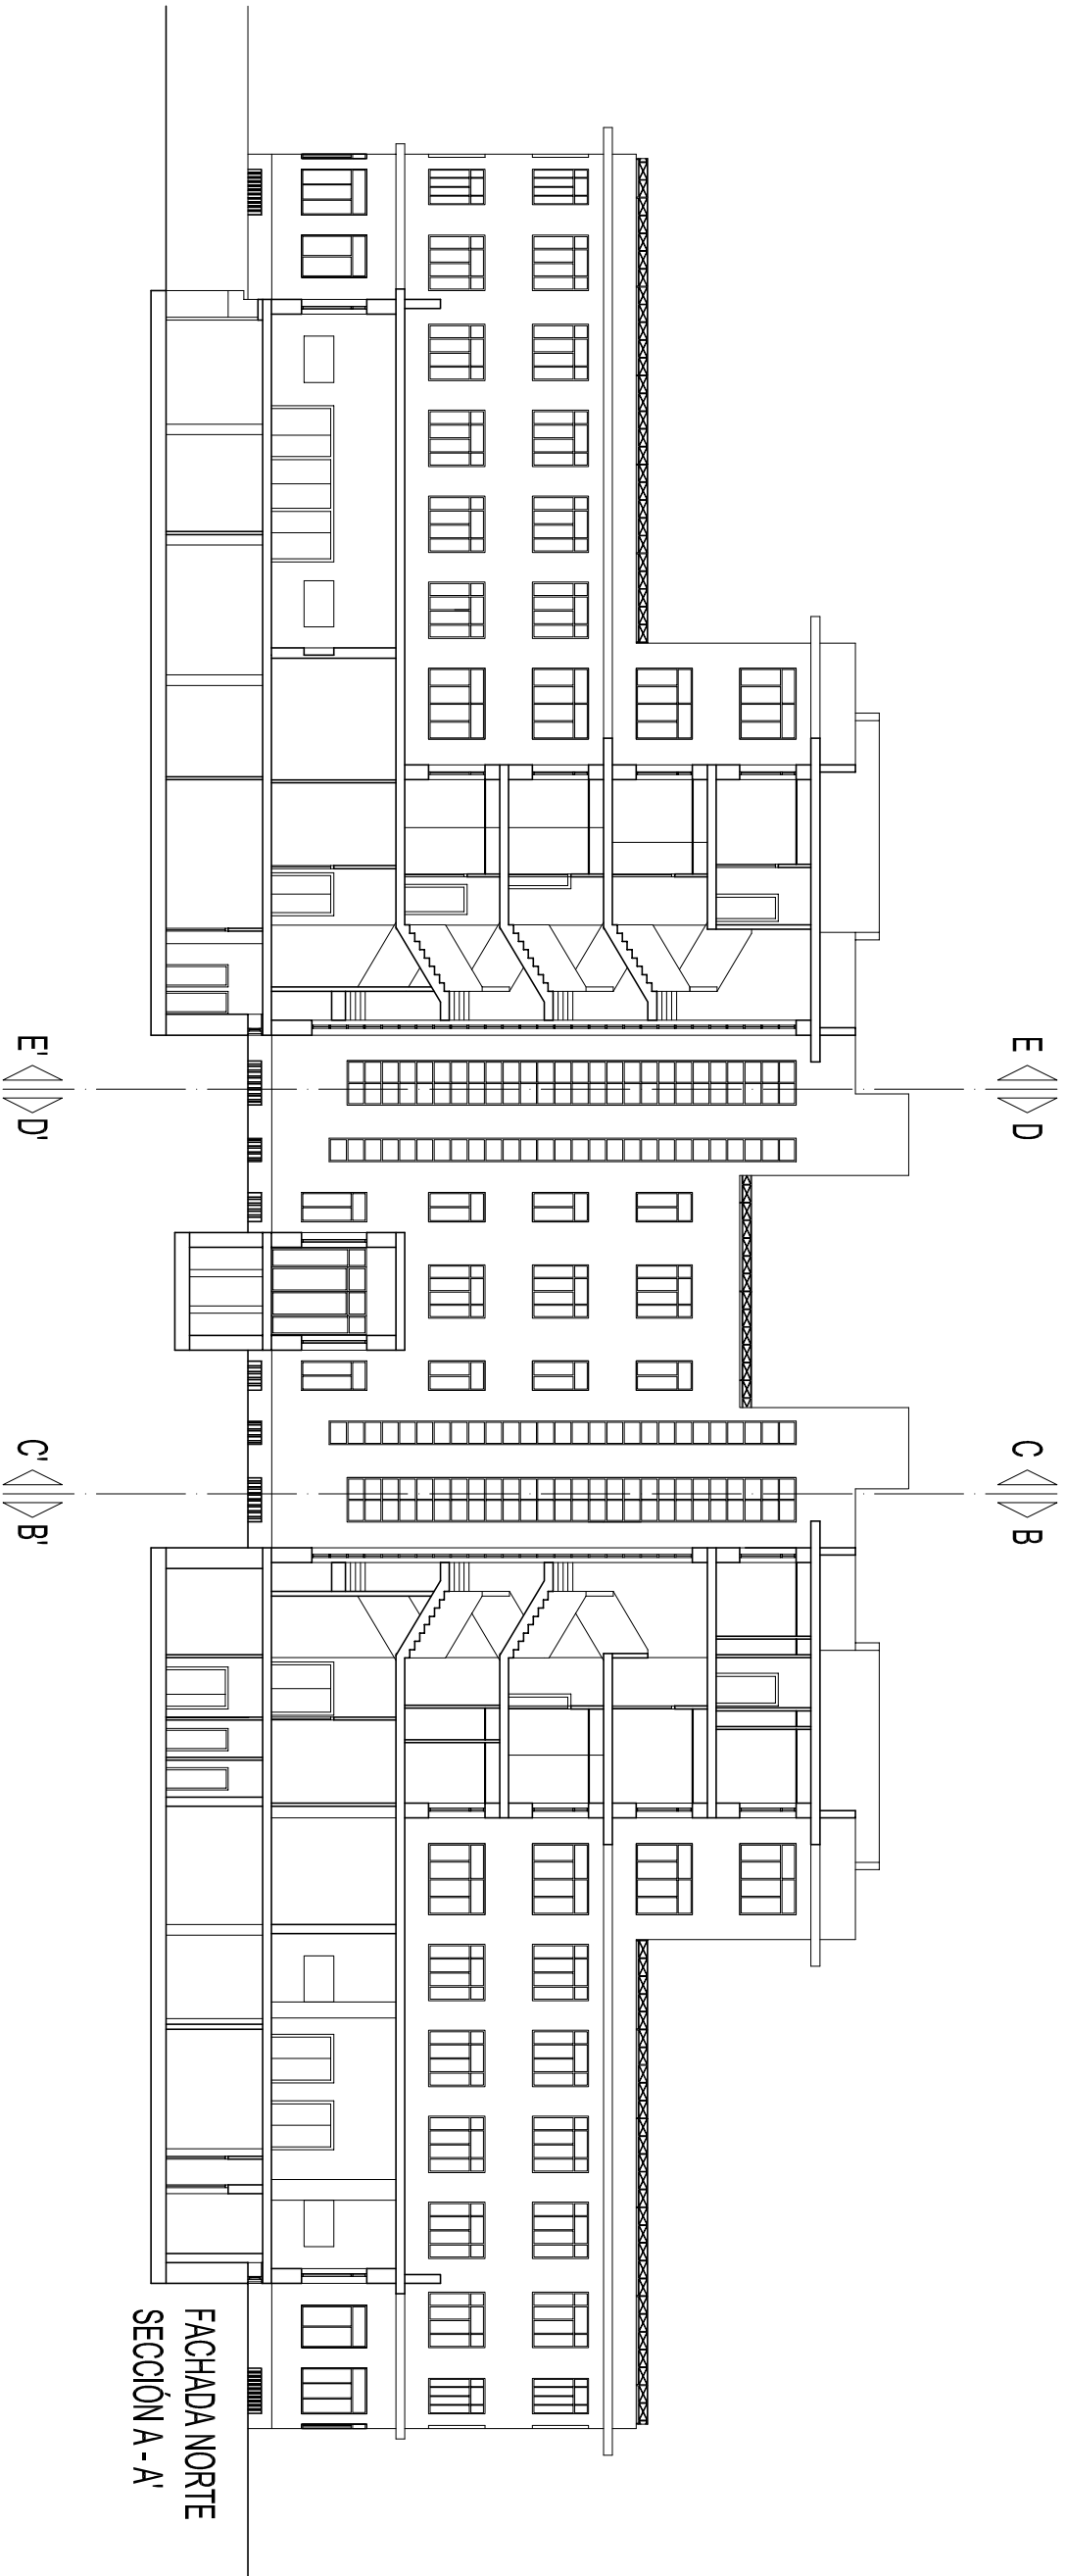 E D
C B
E' D'
C' B'
FACHADA NORTE
SECCIÓN A - A'